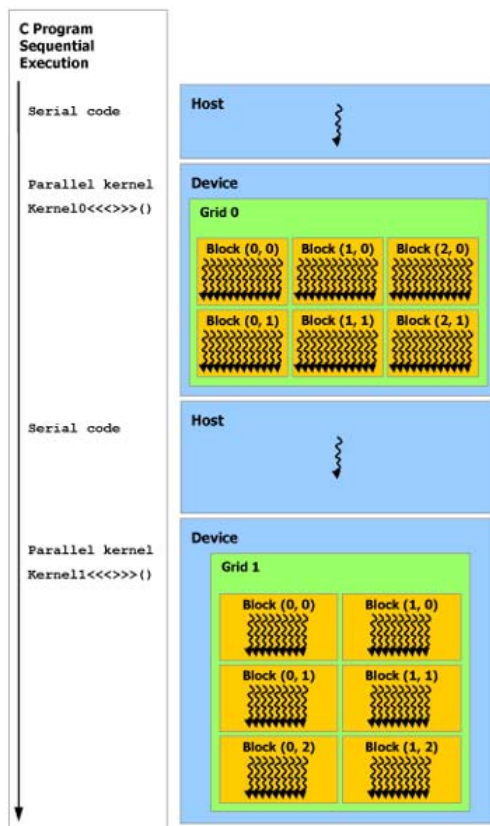 C Program
Sequential
Execution
Serial code
Host
Parallel kernel
Kernel0<<<>>>()
Device
Grid 0
Block (0, 0) Block (1, 0) Block (2, 0)
Block (0, 1) Block (1, 1) Block (2, 1)
Serial code
Host
Parallel kernel
Kernel1<<<>>>()
Device
Grid 1
Block (0, 0) Block (1, 0)
Block (0, 1) Block (1, 1)
Block (0, 2) Block (1, 2)